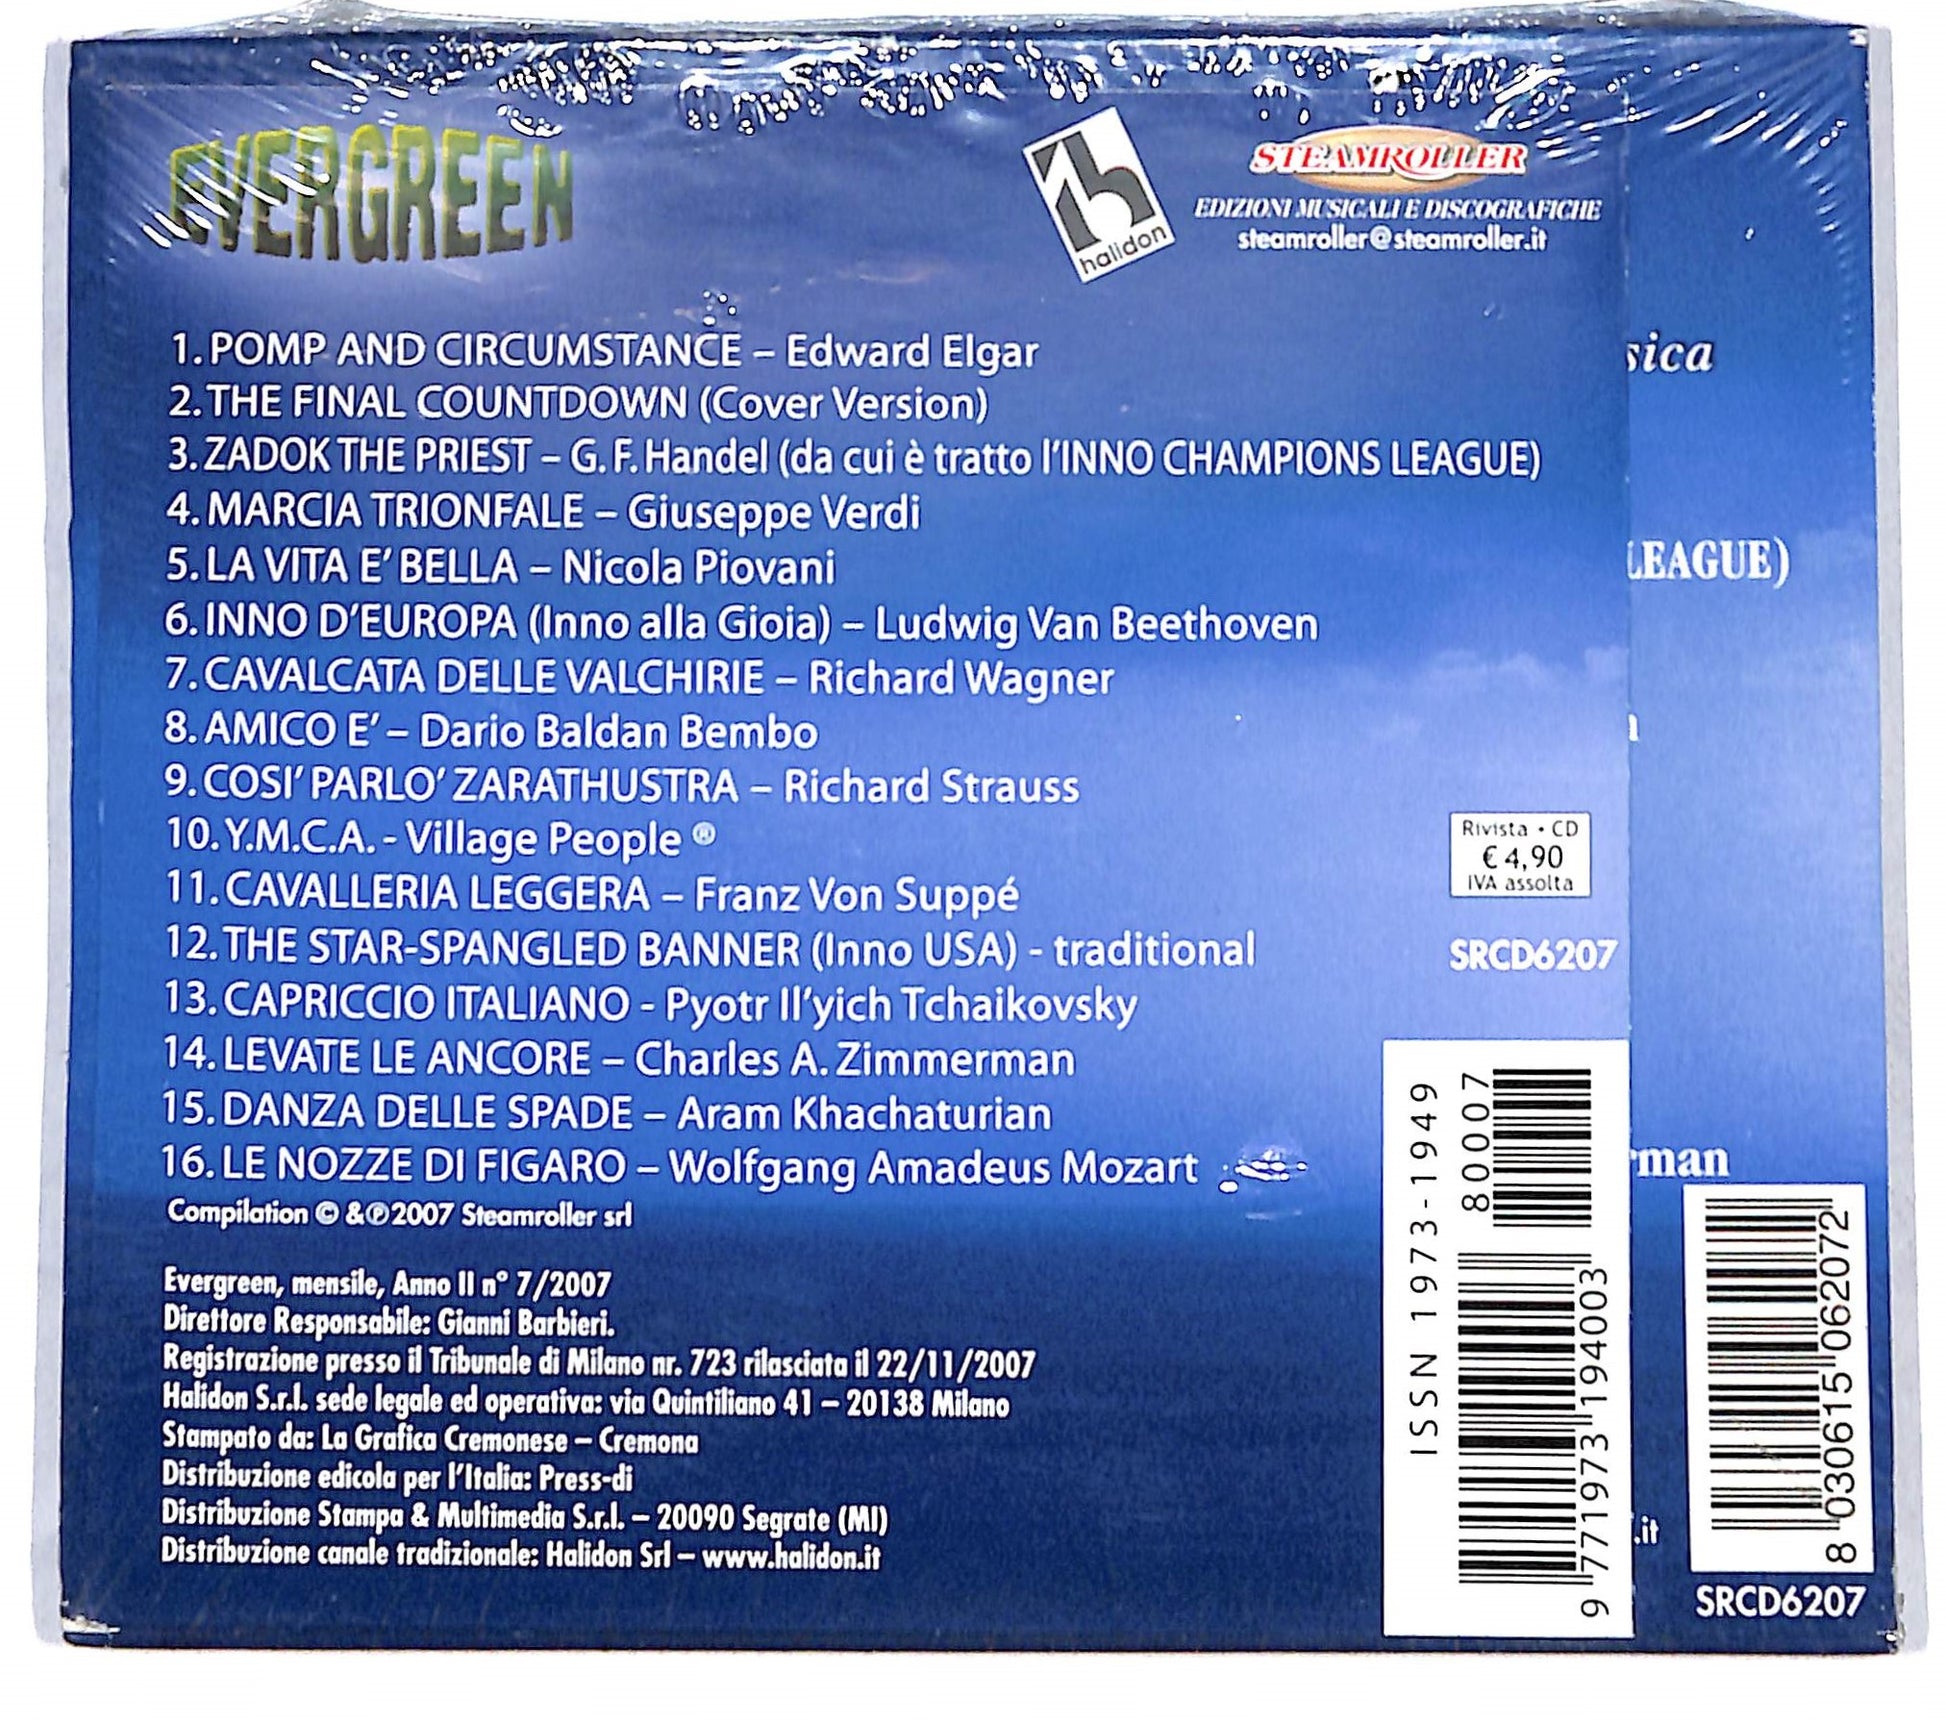 EVERGREEN
halidon
STEAMROLLER
EDIZIONI MUSICALI E DISCOGRAFICHE
steamroller@steamroller.it
1. POMP AND CIRCUMSTANCE – Edward Elgar
2. THE FINAL COUNTDOWN (Cover Version)
3. ZADOK THE PRIEST – G. F. Handel (da cui è tratto l'INNO CHAMPIONS LEAGUE)
4. MARCIA TRIONFALE – Giuseppe Verdi
5. LA VITA E' BELLA – Nicola Piovani
6. INNO D'EUROPA (Inno alla Gioia) – Ludwig Van Beethoven
7. CAVALCATA DELLE VALCHIRIE – Richard Wagner
8. AMICO E' – Dario Baldan Bembo
9. COSI' PARLO' ZARATHUSTRA – Richard Strauss
10. Y.M.C.A. - Village People ®
11. CAVALLERIA LEGGERA – Franz Von Suppé
12. THE STAR-SPANGLED BANNER (Inno USA) - traditional
13. CAPRICCIO ITALIANO - Pyotr Il'yich Tchaikovsky
14. LEVATE LE ANCORE – Charles A. Zimmerman
15. DANZA DELLE SPADE – Aram Khachaturian
16. LE NOZZE DI FIGARO – Wolfgang Amadeus Mozart
Compilation © & ℗ 2007 Steamroller srl
Evergreen, mensile, Anno II n° 7/2007
Direttore Responsabile: Gianni Barbieri.
Registrazione presso il Tribunale di Milano nr. 723 rilasciata il 22/11/2007
Halidon S.r.l. sede legale ed operativa: via Quintiliano 41 – 20138 Milano
Stampato da: La Grafica Cremonese – Cremona
Distribuzione edicola per l'Italia: Press-di
Distribuzione Stampa & Multimedia S.r.l. – 20090 Segrate (MI)
Distribuzione canale tradizionale: Halidon Srl – www.halidon.it
Rivista • CD
€ 4,90
IVA assolta
SRCD6207
ISSN 1973-1949
80007
9 771973 194003
sica
LEAGUE)
rman
.it
8 030615 062072
SRCD6207